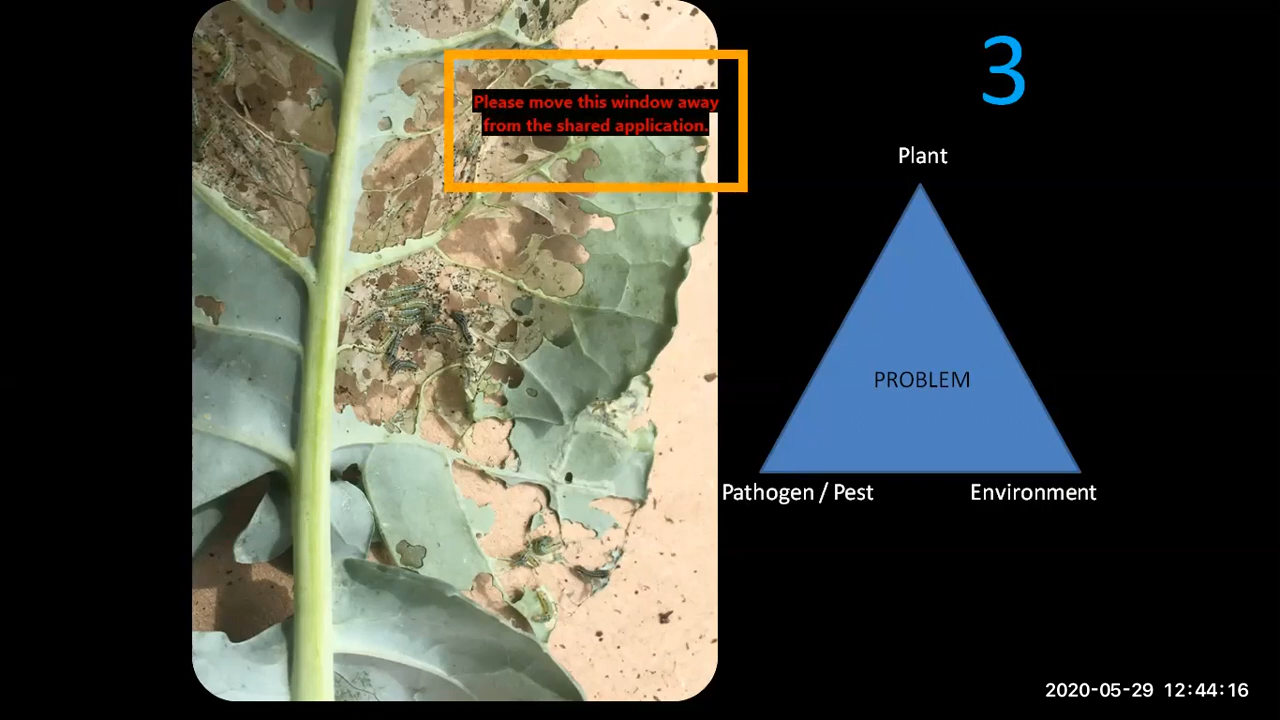 3
Please move this window away
from the shared application.
Plant
PROBLEM
Pathogen / Pest
Environment
2020-05-29 12:44:16